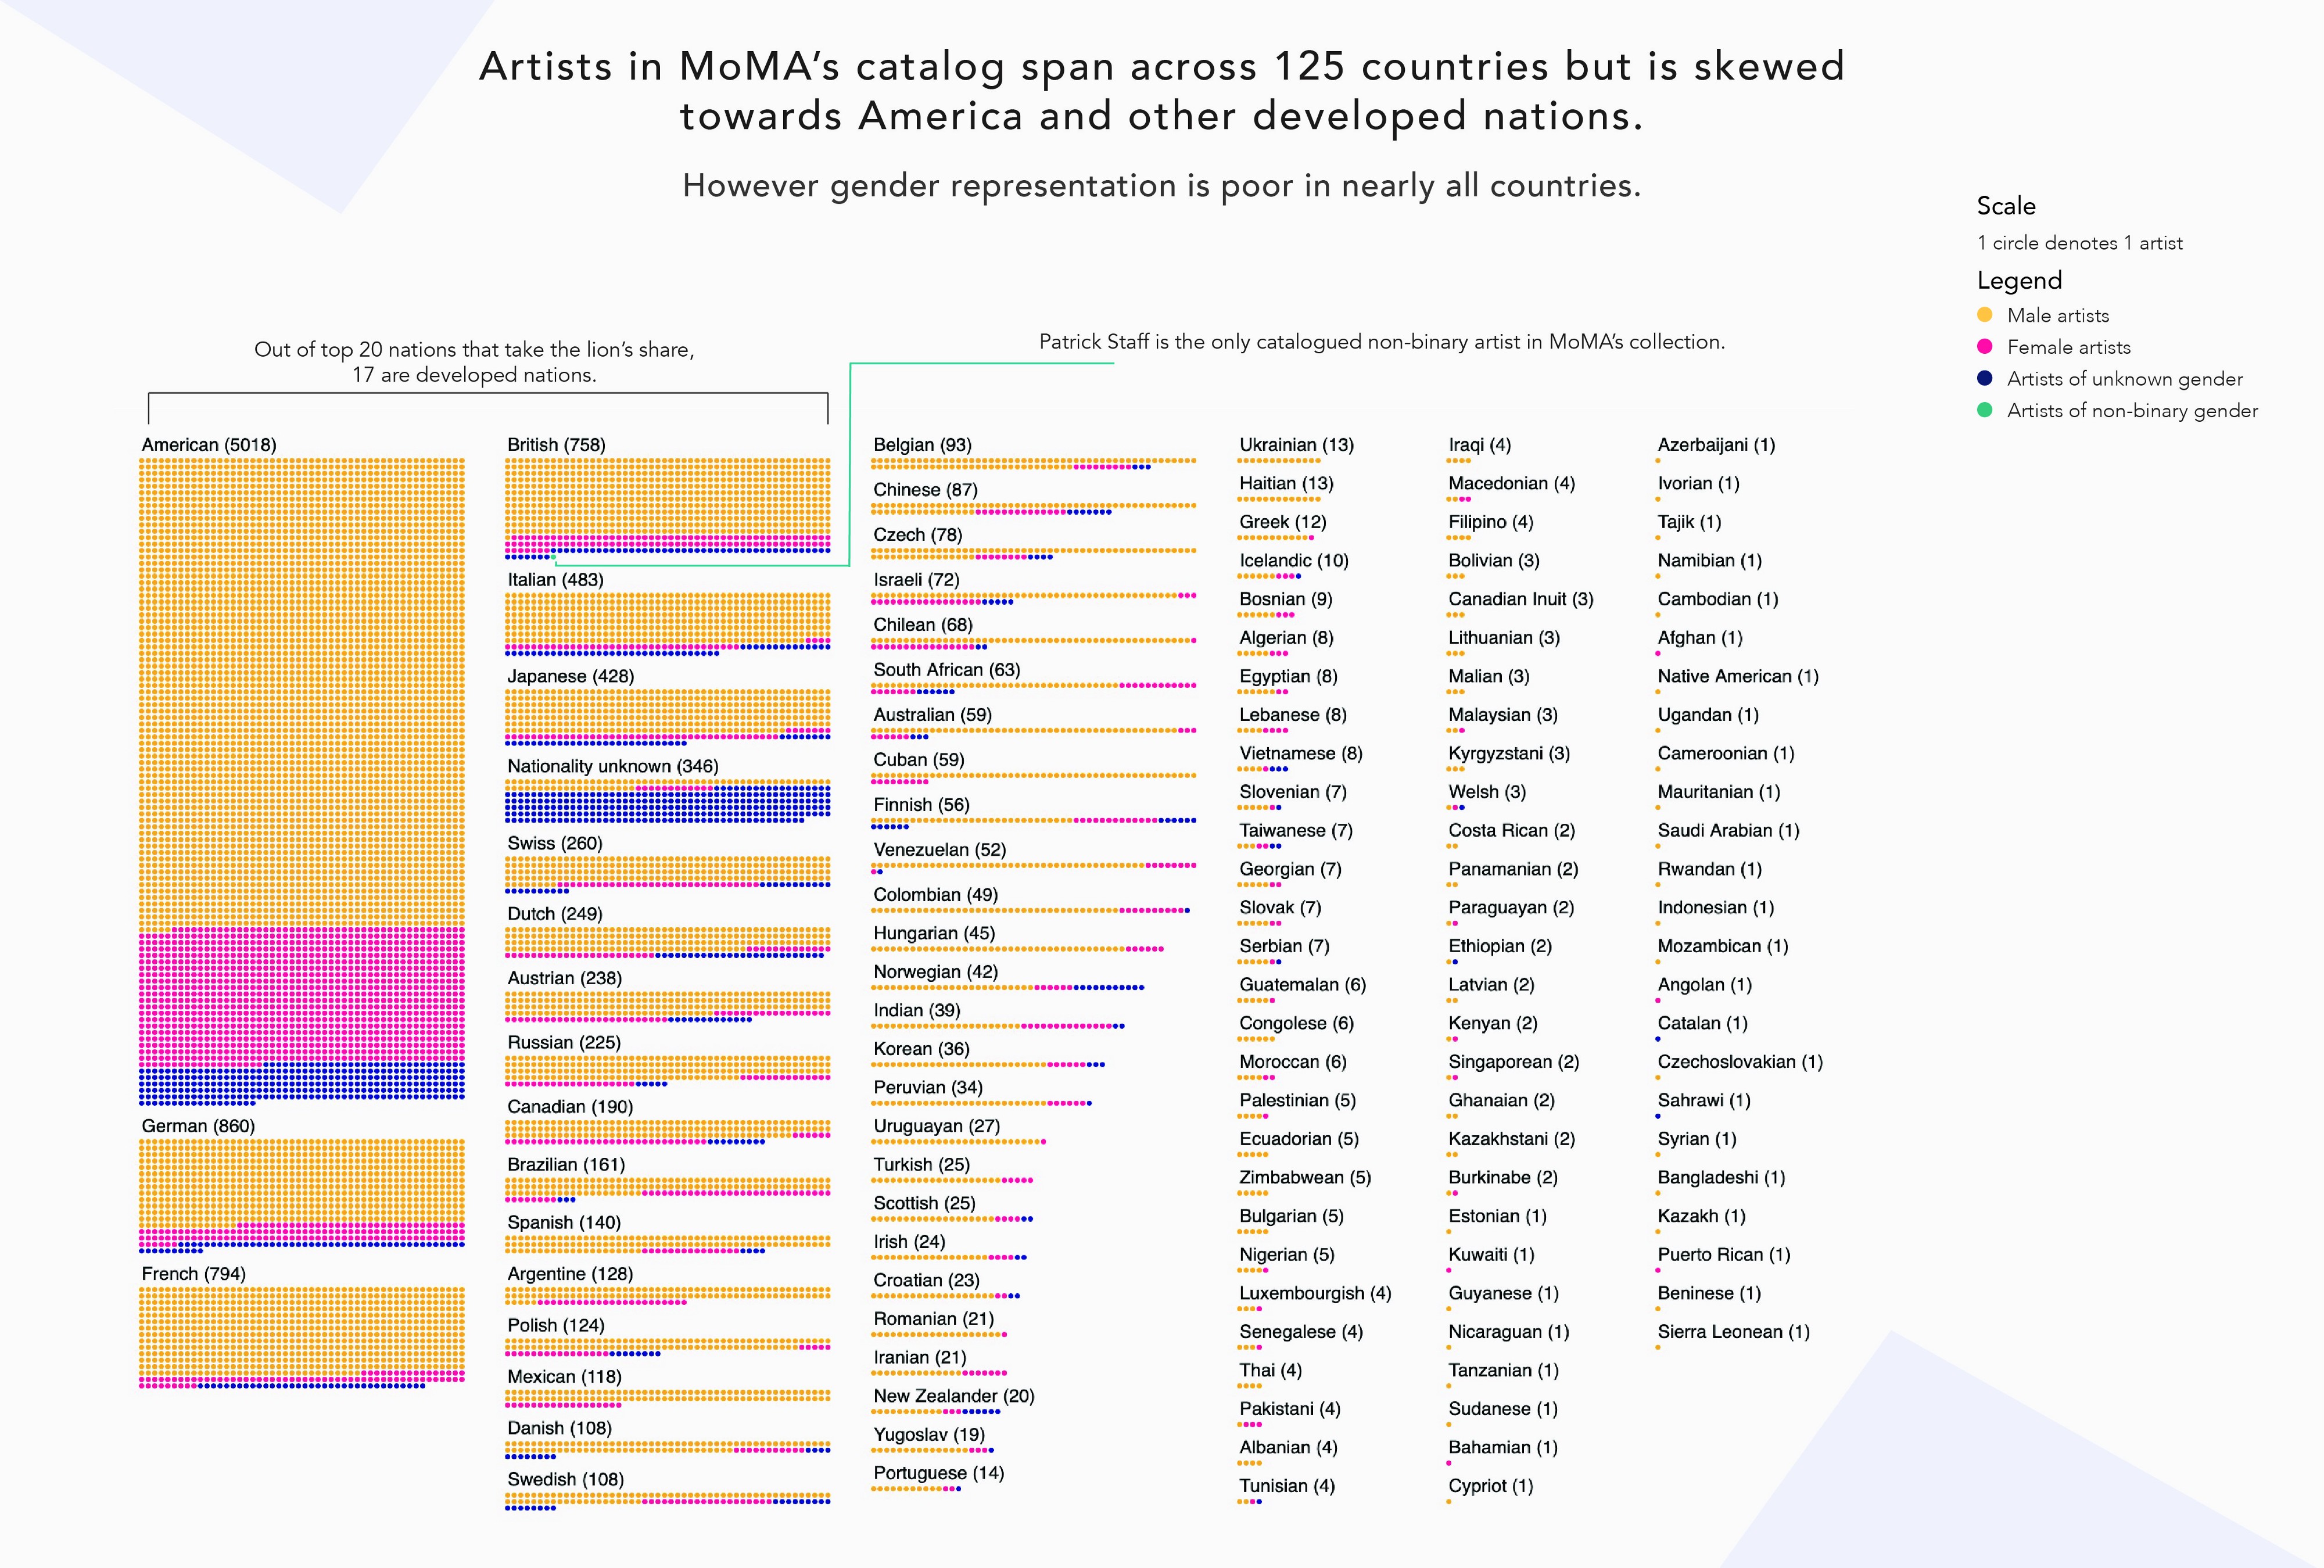 Artists in MoMA’s catalog span across 125 countries but is skewed
towards America and other developed nations.
However gender representation is poor in nearly all countries.
Scale
1 circle denotes 1 artist
Legend
Male artists
Female artists
Artists of unknown gender
Artists of non-binary gender
Out of top 20 nations that take the lion’s share,
17 are developed nations.
Patrick Staff is the only catalogued non-binary artist in MoMA’s collection.
American (5018)
German (860)
French (794)
British (758)
Italian (483)
Japanese (428)
Nationality unknown (346)
Swiss (260)
Dutch (249)
Austrian (238)
Russian (225)
Canadian (190)
Brazilian (161)
Spanish (140)
Argentine (128)
Polish (124)
Mexican (118)
Danish (108)
Swedish (108)
Belgian (93)
Chinese (87)
Czech (78)
Israeli (72)
Chilean (68)
South African (63)
Australian (59)
Cuban (59)
Finnish (56)
Venezuelan (52)
Colombian (49)
Hungarian (45)
Norwegian (42)
Indian (39)
Korean (36)
Peruvian (34)
Uruguayan (27)
Turkish (25)
Scottish (25)
Irish (24)
Croatian (23)
Romanian (21)
Iranian (21)
New Zealander (20)
Yugoslav (19)
Portuguese (14)
Ukrainian (13)
Haitian (13)
Greek (12)
Icelandic (10)
Bosnian (9)
Algerian (8)
Egyptian (8)
Lebanese (8)
Vietnamese (8)
Slovenian (7)
Taiwanese (7)
Georgian (7)
Slovak (7)
Serbian (7)
Guatemalan (6)
Congolese (6)
Moroccan (6)
Palestinian (5)
Ecuadorian (5)
Zimbabwean (5)
Bulgarian (5)
Nigerian (5)
Luxembourgish (4)
Senegalese (4)
Thai (4)
Pakistani (4)
Albanian (4)
Tunisian (4)
Iraqi (4)
Macedonian (4)
Filipino (4)
Bolivian (3)
Canadian Inuit (3)
Lithuanian (3)
Malian (3)
Malaysian (3)
Kyrgyzstani (3)
Welsh (3)
Costa Rican (2)
Panamanian (2)
Paraguayan (2)
Ethiopian (2)
Latvian (2)
Kenyan (2)
Singaporean (2)
Ghanaian (2)
Kazakhstani (2)
Burkinabe (2)
Estonian (1)
Kuwaiti (1)
Guyanese (1)
Nicaraguan (1)
Tanzanian (1)
Sudanese (1)
Bahamian (1)
Cypriot (1)
Azerbaijani (1)
Ivorian (1)
Tajik (1)
Namibian (1)
Cambodian (1)
Afghan (1)
Native American (1)
Ugandan (1)
Cameroonian (1)
Mauritanian (1)
Saudi Arabian (1)
Rwandan (1)
Indonesian (1)
Mozambican (1)
Angolan (1)
Catalan (1)
Czechoslovakian (1)
Sahrawi (1)
Syrian (1)
Bangladeshi (1)
Kazakh (1)
Puerto Rican (1)
Beninese (1)
Sierra Leonean (1)